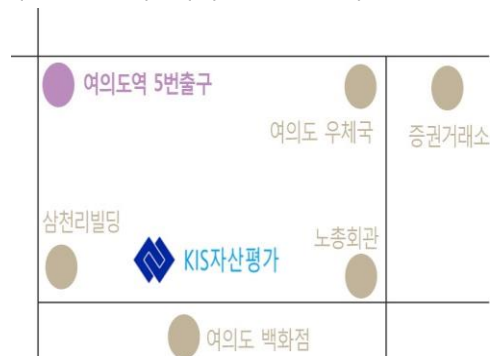 여의도역 5번출구
여의도 우체국
증권거래소
삼천리빌딩
노총회관
KIS자산평가
여의도 백화점